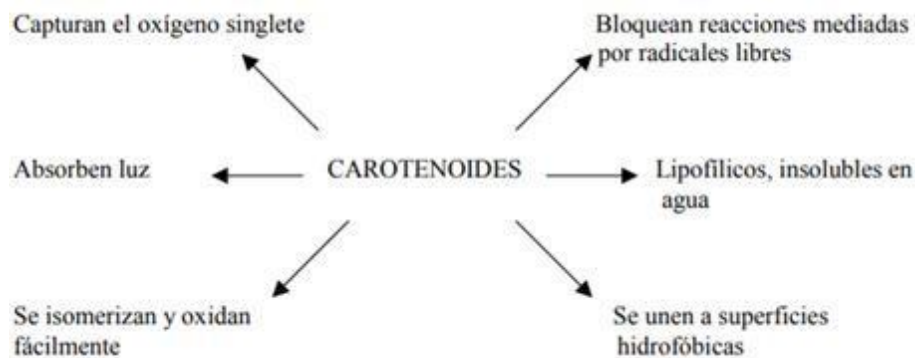 Capturan el oxígeno singlete
Bloquean reacciones mediadas
por radicales libres
Absorben luz
CAROTENOIDES
Lipofílicos, insolubles en
agua
Se isomerizan y oxidan
fácilmente
Se unen a superficies
hidrofóbicas